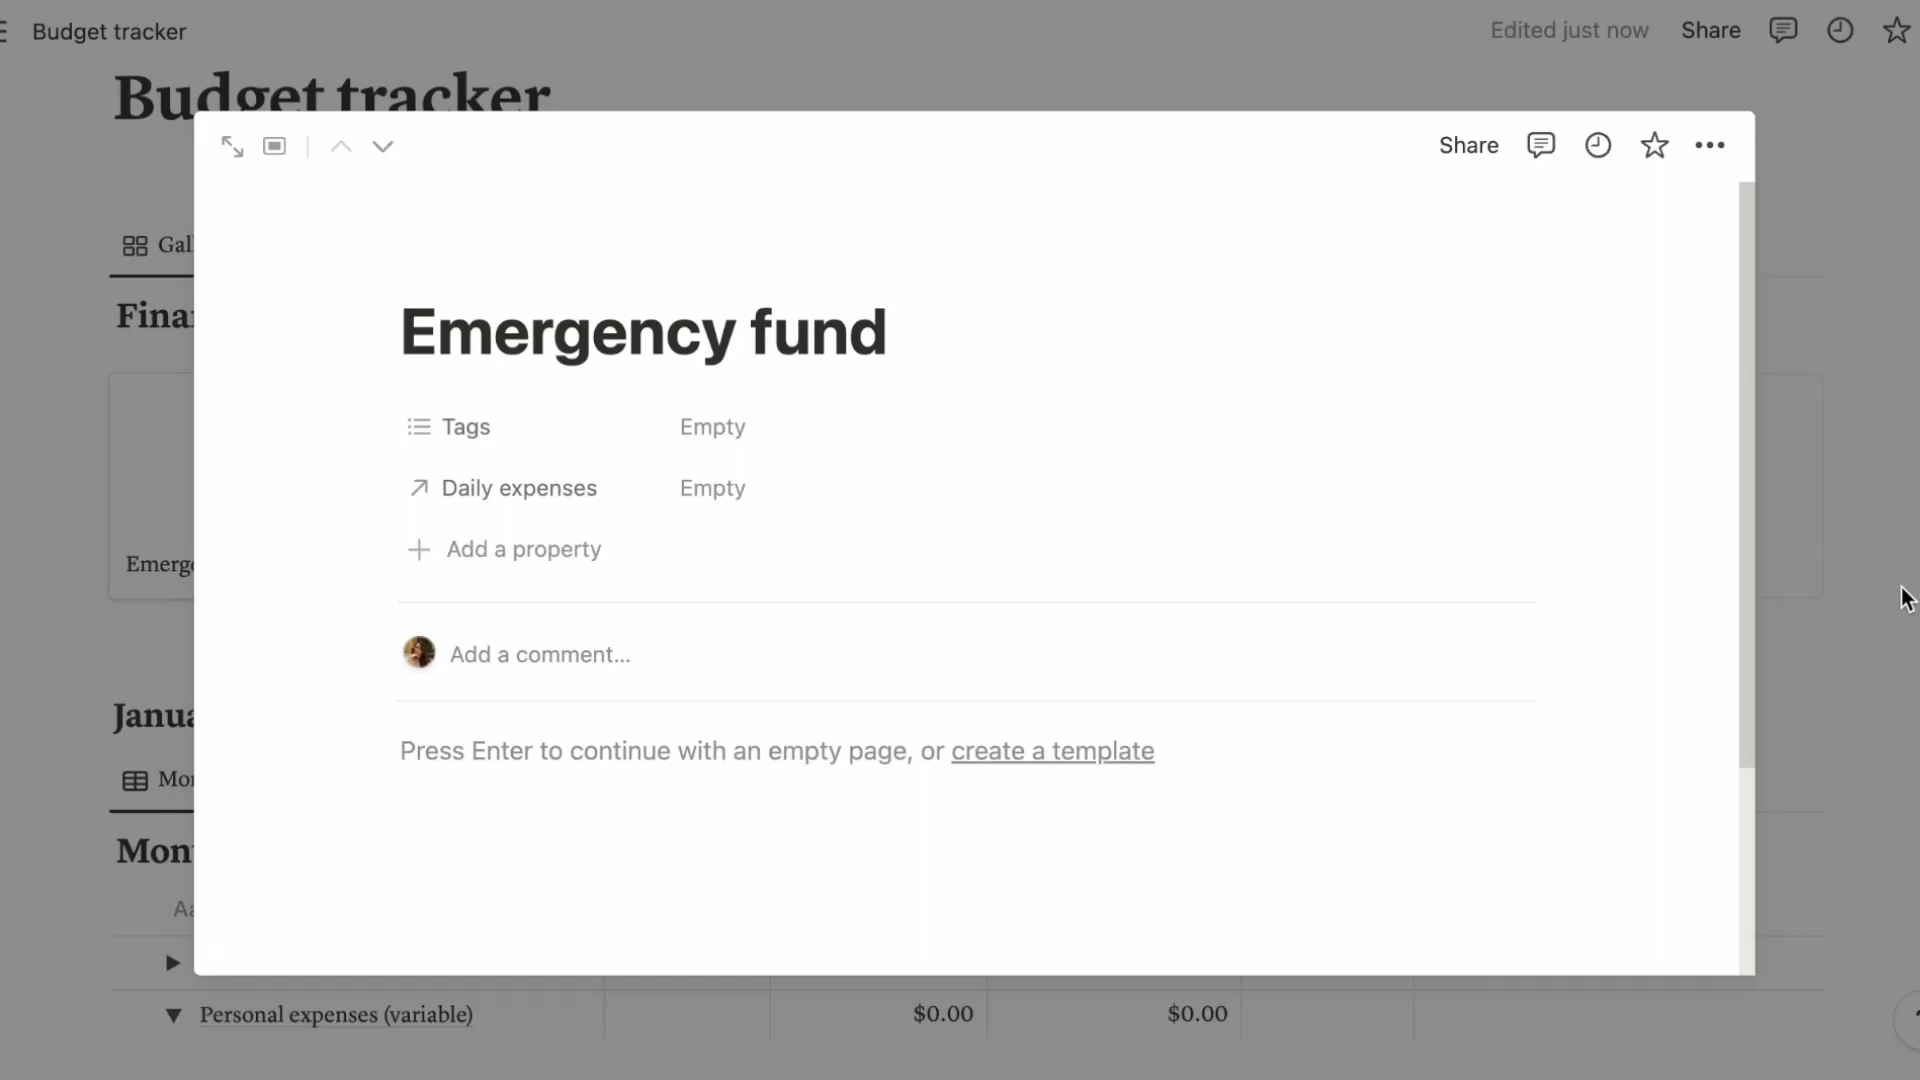 Budget tracker
Edited just now
Share
Budget tracker
Share
Emergency fund
Tags
Empty
Daily expenses
Empty
Add a property
Add a comment...
Press Enter to continue with an empty page, or create a template
Personal expenses (variable)
$0.00
$0.00